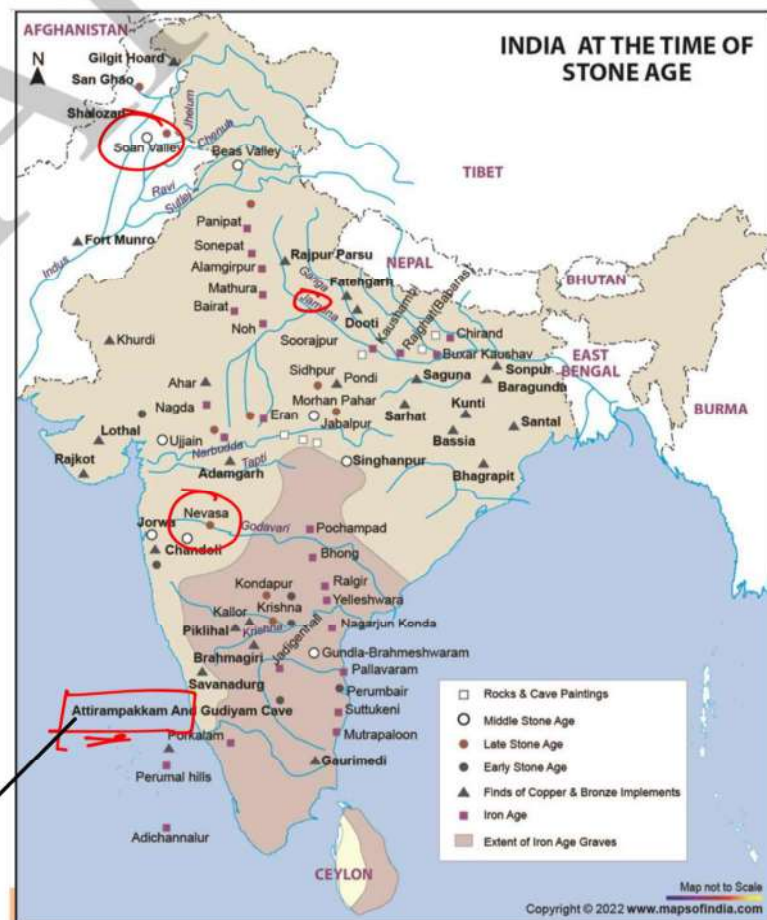 AFGHANISTAN
INDIA AT THE TIME OF
STONE AGE
Gilgit Hoard
N
San Ghao
Shalozan
Jhelum
Soan Valley
Chenub
Beas Valley
TIBET
Ravi
Sutlej
Panipat
Fort Munro
Sonepat
Rajpur Parsu
NEPAL
Indus
Alamgirpur
Ganga
Fatengarn
BHUTAN
Mathura
Jamuna
Kaushambi
Rajghat(Babaras)
Bairat
Dooti
Chirand
Khurdi
Noh
Soorajpur
Buxar Kaushav
EAST
BENGAL
Sidhpur
Sonpur
Ahar
Pondi
Saguna
Baragunda
Nagda
Morhan Pahar
Kunti
BURMA
Lothal
Eran
Jabalpur
Sarhat
Santal
Ujjain
Narbudda
Bassia
Rajkot
Tapti
Singhanpur
Adamgarh
Bhagrapit
Nevasa
Jorwa
Godavari
Pochampad
Chandoli
Bhong
Kondapur
Ralgir
Kallor
Krishna
Yelleshwara
Piklihal
Krishna
Nagarjun Konda
Jadigenhali
Brahmagiri
Gundla-Brahmeshwaram
Savanadurg
Pallavaram
Perumbair
Attirampakkam And Gudiyam Cave
Suttukeni
Porkalam
Mutrapaloon
Perumal hills
Gaurimedi
Adichannalur
CEYLON
Rocks & Cave Paintings
Middle Stone Age
Late Stone Age
Early Stone Age
Finds of Copper & Bronze Implements
Iron Age
Extent of Iron Age Graves
Map not to Scale
Copyright © 2022 www.mapsofindia.com